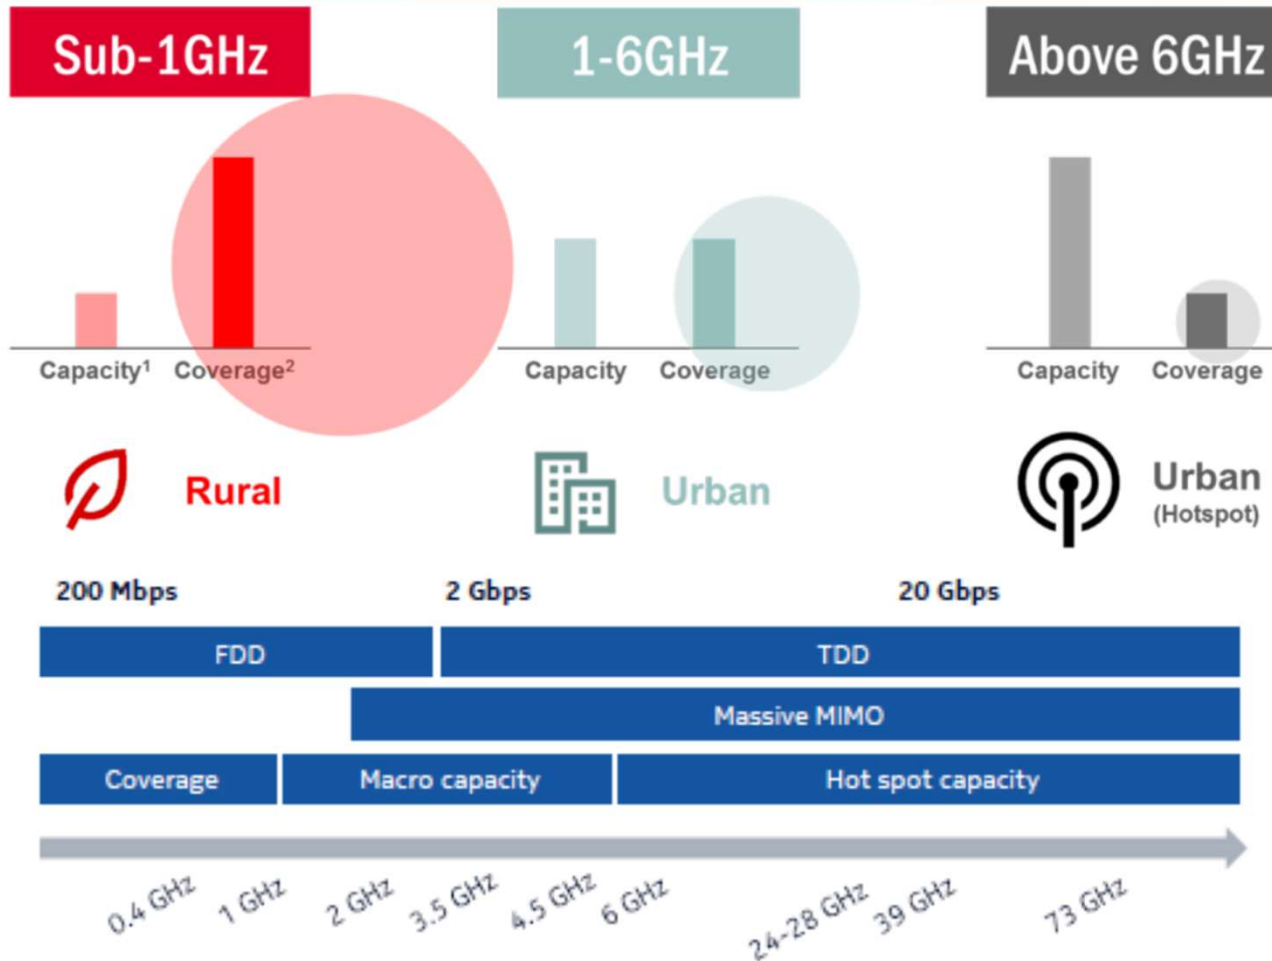 Sub-1GHz
1-6GHz
Above 6GHz
Capacity¹ Coverage²
Capacity Coverage
Capacity Coverage
Rural
Urban
Urban
(Hotspot)
200 Mbps 2 Gbps 20 Gbps
FDD TDD
Massive MIMO
Coverage Macro capacity Hot spot capacity
0.4 GHz 1 GHz 2 GHz 3.5 GHz 4.5 GHz 6 GHz 24-28 GHz 39 GHz 73 GHz